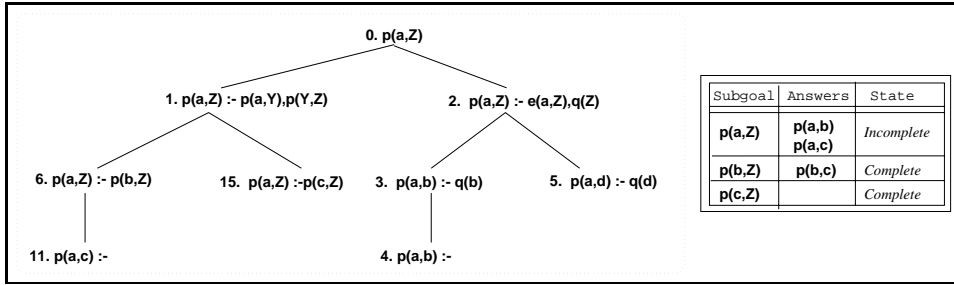 0. p(a,Z)
1. p(a,Z) :- p(a,Y),p(Y,Z)
2. p(a,Z) :- e(a,Z),q(Z)
6. p(a,Z) :- p(b,Z)
15. p(a,Z) :-p(c,Z)
3. p(a,b) :- q(b)
5. p(a,d) :- q(d)
11. p(a,c) :-
4. p(a,b) :-
Subgoal Answers State
p(a,Z) p(a,b) Incomplete
p(a,c)
p(b,Z) p(b,c) Complete
p(c,Z) Complete